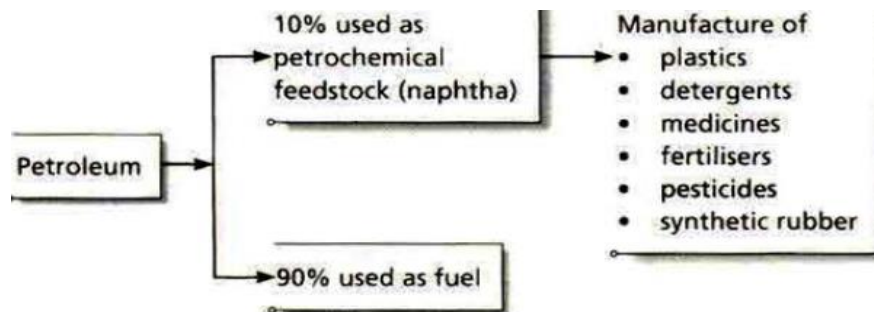 10% used as
petrochemical
feedstock (naphtha)
Manufacture of
• plastics
• detergents
• medicines
• fertilisers
• pesticides
• synthetic rubber
Petroleum
90% used as fuel